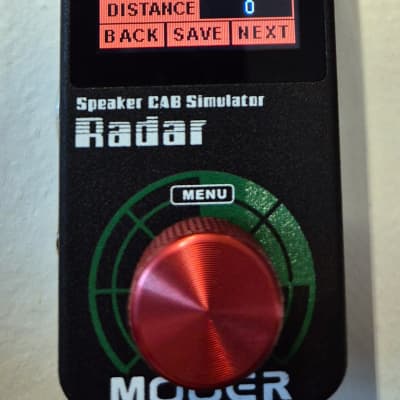 DISTANCE 0
BACK SAVE NEXT
Speaker CAB Simulator
Radar
MENU
MOOER